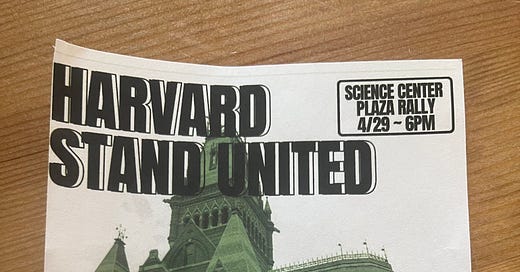 HARVARD
STAND UNITED
SCIENCE CENTER
PLAZA RALLY
4/29 ~ 6PM